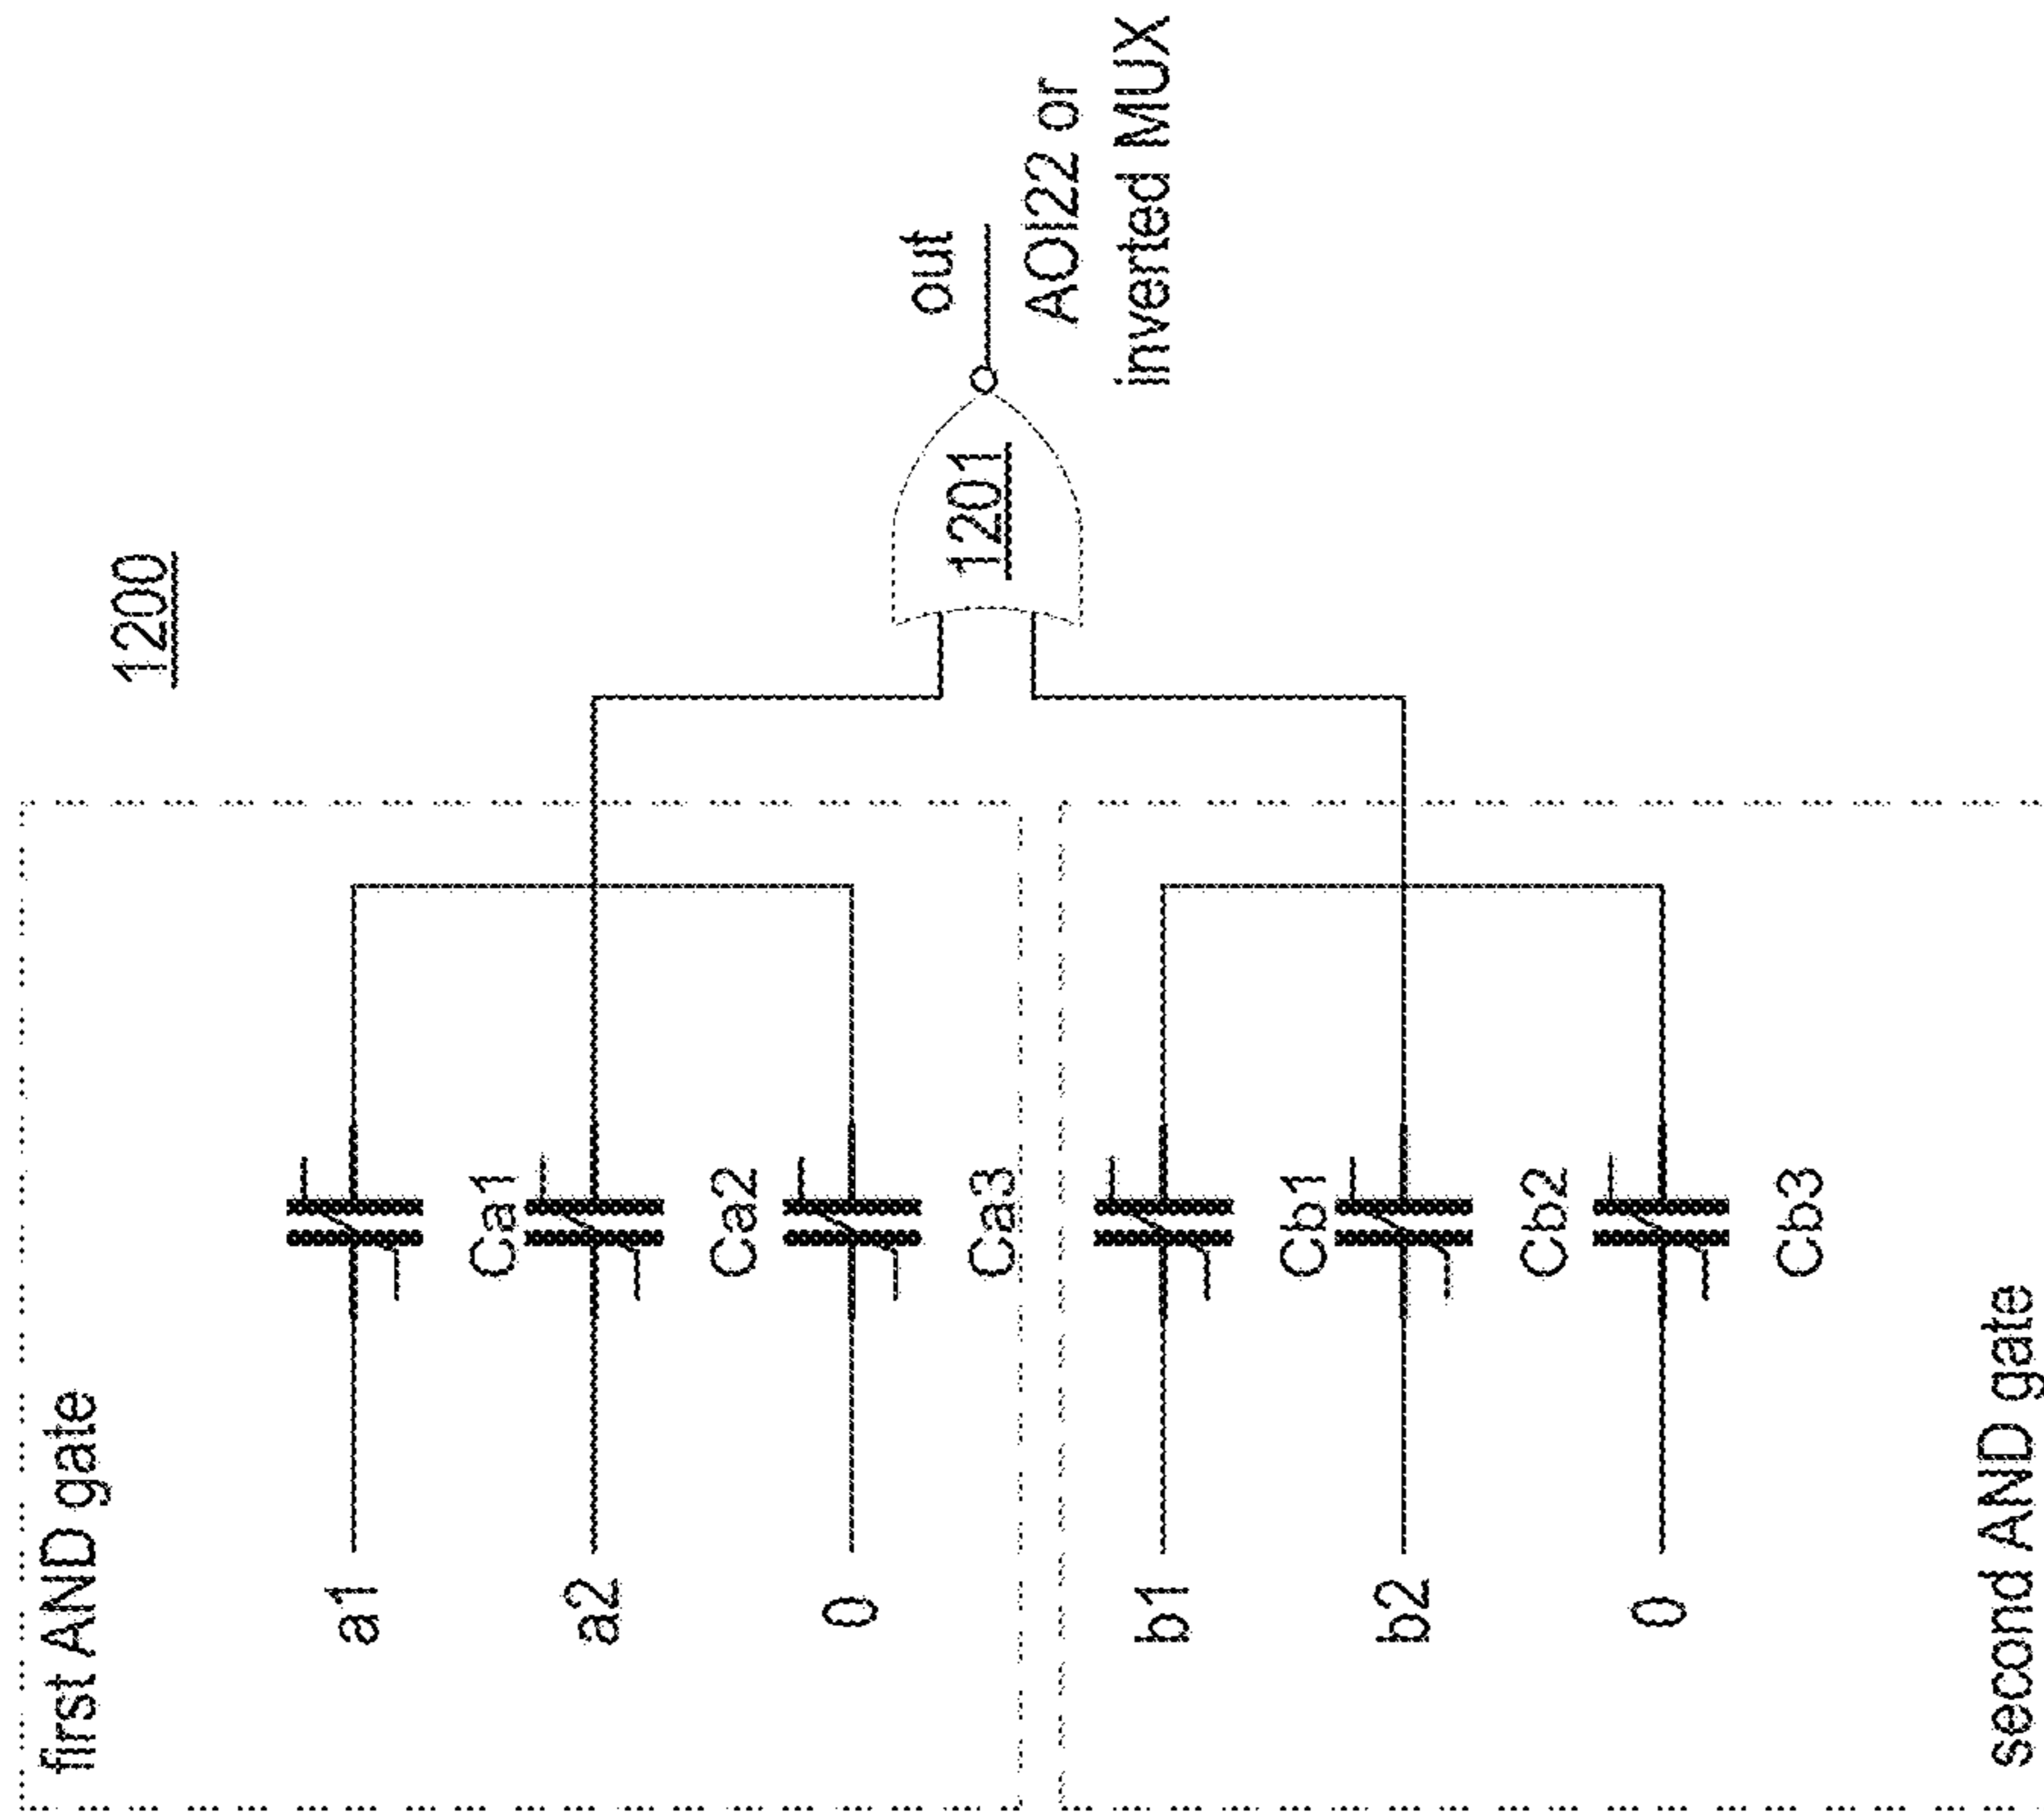 1200
first AND gate
a1
Ca1
a2
Ca2
0
Ca3
1201
out
AOI22 or
inverted MUX
b1
Cb1
b2
Cb2
0
Cb3
second AND gate